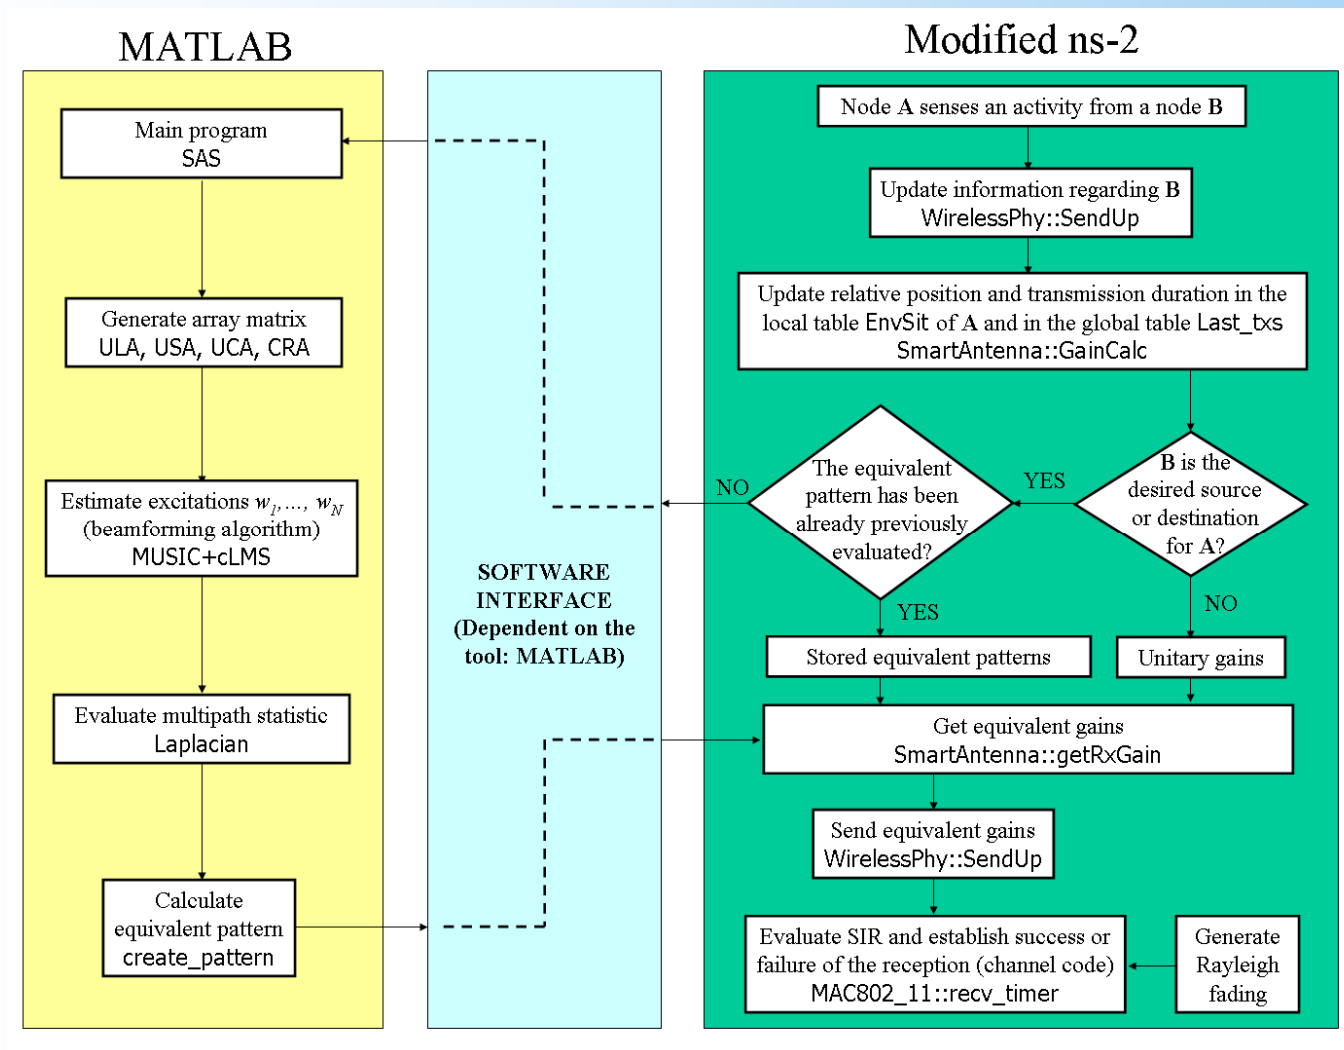 MATLAB
Main program
SAS
Generate array matrix
ULA, USA, UCA, CRA
Estimate excitations w1,..., wN
(beamforming algorithm)
MUSIC+cLMS
Evaluate multipath statistic
Laplacian
Calculate
equivalent pattern
create_pattern
SOFTWARE
INTERFACE
(Dependent on the
tool: MATLAB)
Modified ns-2
Node A senses an activity from a node B
Update information regarding B
WirelessPhy::SendUp
Update relative position and transmission duration in the
local table EnvSit of A and in the global table Last_txs
SmartAntenna::GainCalc
B is the
desired source
or destination
for A?
YES
NO
The equivalent
pattern has been
already previously
evaluated?
NO
YES
Stored equivalent patterns
Unitary gains
Get equivalent gains
SmartAntenna::getRxGain
Send equivalent gains
WirelessPhy::SendUp
Evaluate SIR and establish success or
failure of the reception (channel code)
MAC802_11::recv_timer
Generate
Rayleigh
fading